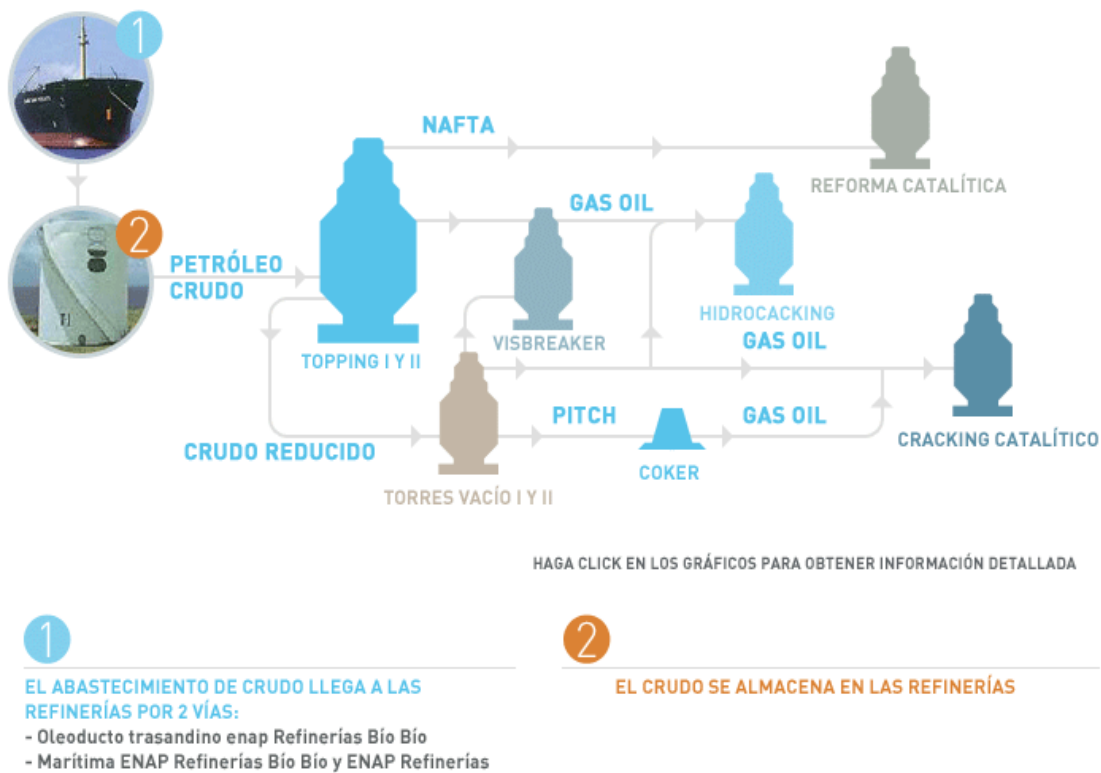 1
NAFTA
REFORMA CATALÍTICA
GAS OIL
2
PETRÓLEO
CRUDO
HIDROCACKING
VISBREAKER
GAS OIL
TOPPING I Y II
PITCH
GAS OIL
CRUDO REDUCIDO
CRACKING CATALÍTICO
COKER
TORRES VACÍO I Y II
HAGA CLICK EN LOS GRÁFICOS PARA OBTENER INFORMACIÓN DETALLADA
1
EL ABASTECIMIENTO DE CRUDO LLEGA A LAS
REFINERÍAS POR 2 VÍAS:
- Oleoducto trasandino enap Refinerías Bío Bío
- Marítima ENAP Refinerías Bío Bío y ENAP Refinerías
2
EL CRUDO SE ALMACENA EN LAS REFINERÍAS